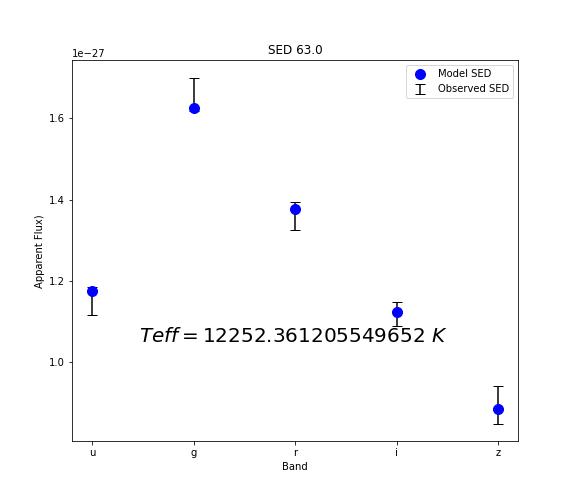 SED 63.0
1e−27
Model SED
Observed SED
1.6
1.4
1.2
1.0
Apparent Flux)
Teff = 12252.361205549652 K
u g r i z
Band